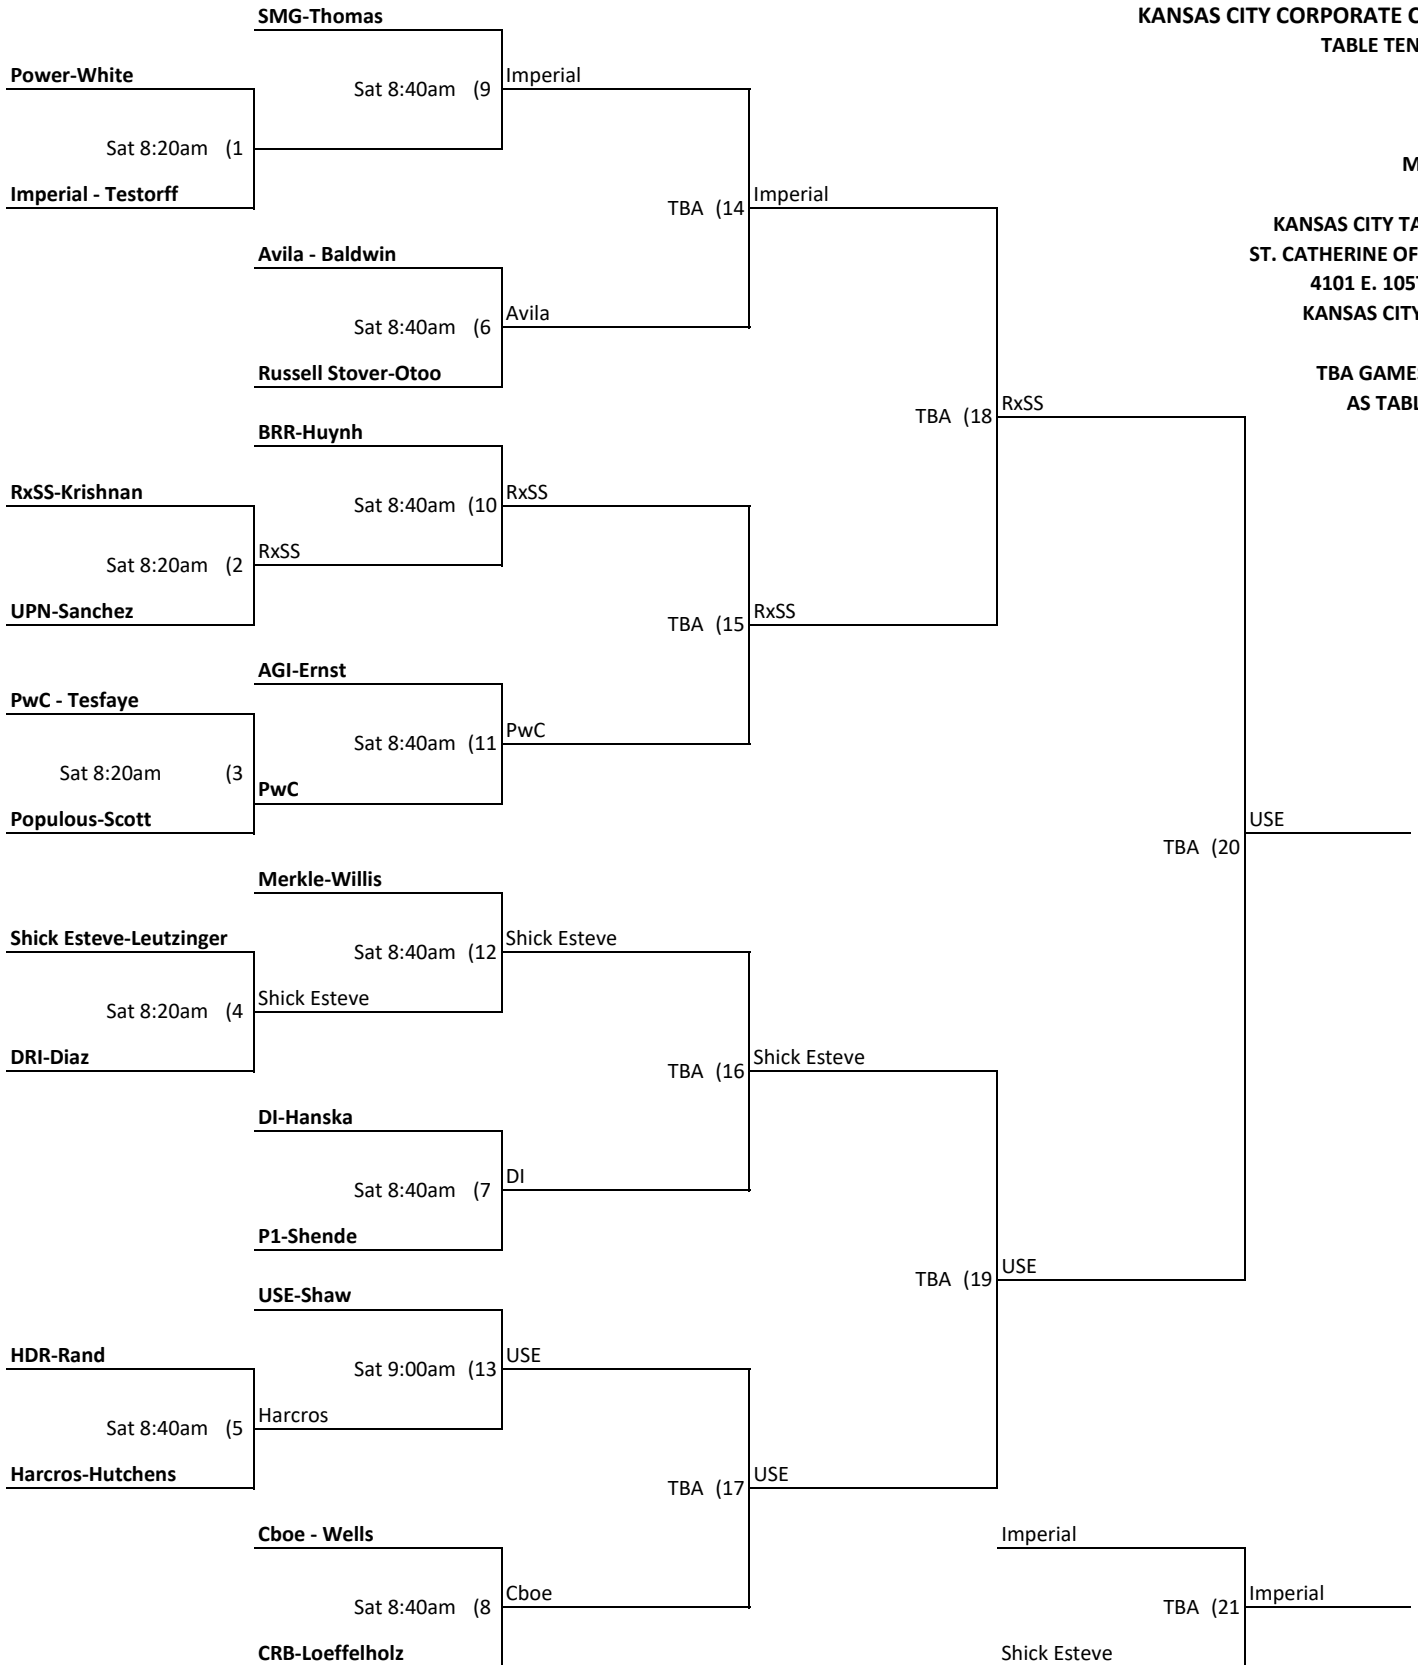 SMG-Thomas
KANSAS CITY CORPORATE C
TABLE TEN
Power-White
Sat 8:40am (9
Imperial
Sat 8:20am (1
M
Imperial - Testorff
TBA (14
Imperial
KANSAS CITY TA
Avila - Baldwin
ST. CATHERINE OF
4101 E. 105
Sat 8:40am (6
Avila
KANSAS CITY
Russell Stover-Otoo
TBA GAME
AS TABL
TBA (18
RxSS
BRR-Huynh
RxSS-Krishnan
Sat 8:40am (10
RxSS
Sat 8:20am (2
RxSS
UPN-Sanchez
TBA (15
RxSS
AGI-Ernst
PwC - Tesfaye
Sat 8:40am (11
PwC
Sat 8:20am (3
PwC
Populous-Scott
USE
TBA (20
Merkle-Willis
Shick Esteve-Leutzinger
Sat 8:40am (12
Shick Esteve
Sat 8:20am (4
Shick Esteve
DRI-Diaz
TBA (16
Shick Esteve
DI-Hanska
Sat 8:40am (7
DI
P1-Shende
TBA (19
USE
USE-Shaw
HDR-Rand
Sat 9:00am (13
USE
Sat 8:40am (5
Harcros
Harcros-Hutchens
TBA (17
USE
Cboe - Wells
Imperial
Sat 8:40am (8
Cboe
TBA (21
Imperial
CRB-Loeffelholz
Shick Esteve